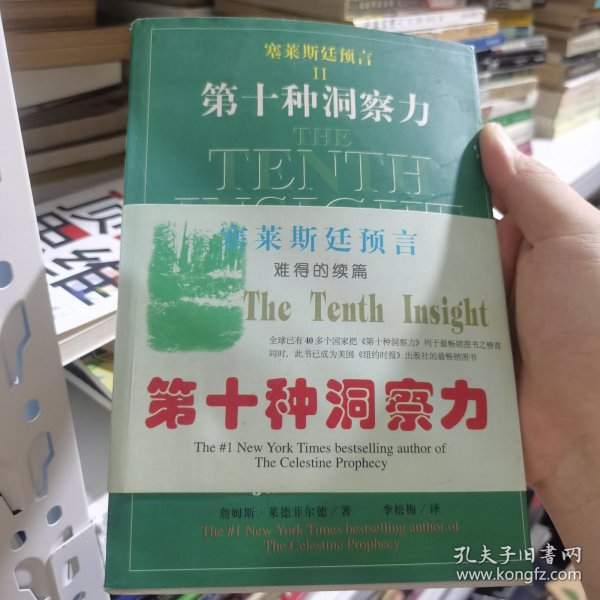 塞莱斯廷预言
II
第十种洞察力
THE
TENTH
INSIGHT
塞莱斯廷预言
难得的续篇
The Tenth Insight
全球已有40多个国家把《第十种洞察力》列于最畅销图书之榜首
同时,此书已成为美国《纽约时报》出版社的最畅销图书
第十种洞察力
The #1 New York Times bestselling author of
The Celestine Prophecy
詹姆斯·莱德菲尔德/著 李松梅/译
The #1 New York Times bestselling author of
The Celestine Prophecy
思维
孔夫子旧书网
www.kongfz.com